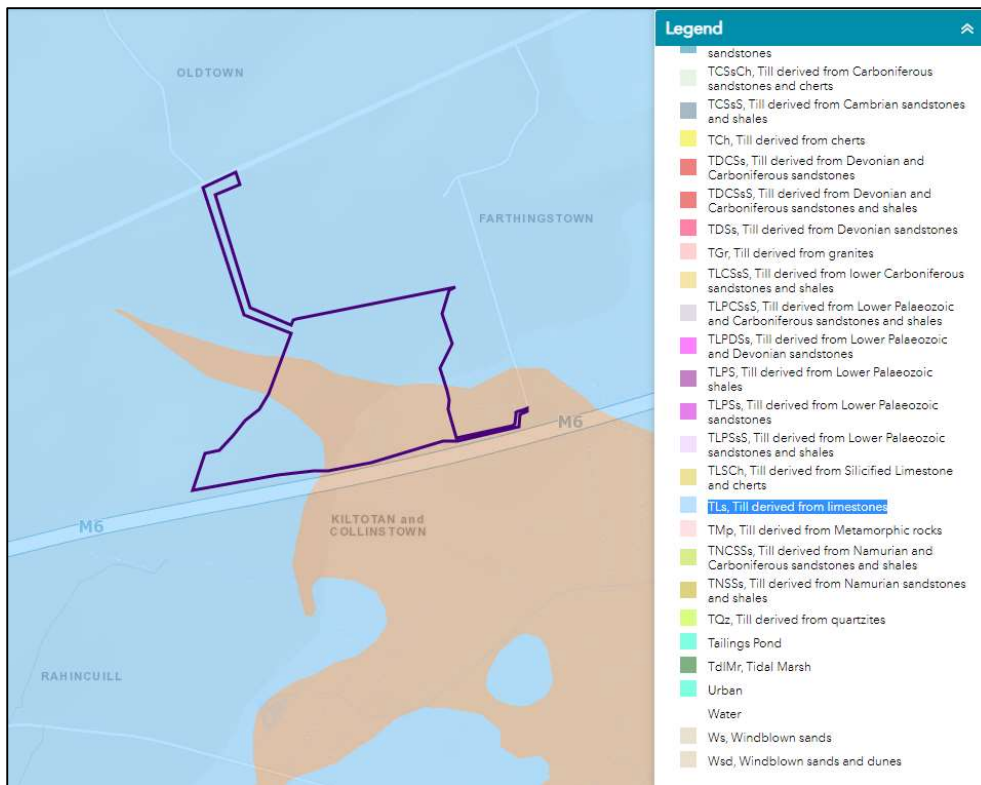 OLDTOWN
FARTHINGSTOWN
M6
KILTOTAN and
COLLINSTOWN
M6
RAHINCUILL
Legend
sandstones
TCSsCh, Till derived from Carboniferous
sandstones and cherts
TCSsS, Till derived from Cambrian sandstones
and shales
TCh, Till derived from cherts
TDCSs, Till derived from Devonian and
Carboniferous sandstones
TDCSsS, Till derived from Devonian and
Carboniferous sandstones and shales
TDSs, Till derived from Devonian sandstones
TGr, Till derived from granites
TLCSsS, Till derived from lower Carboniferous
sandstones and shales
TLPCSsS, Till derived from Lower Palaeozoic
and Carboniferous sandstones and shales
TLPDSs, Till derived from Lower Palaeozoic
and Devonian sandstones
TLPS, Till derived from Lower Palaeozoic
shales
TLPSs, Till derived from Lower Palaeozoic
sandstones
TLPSsS, Till derived from Lower Palaeozoic
sandstones and shales
TLSCh, Till derived from Silicified Limestone
and cherts
TLs, Till derived from limestones
TMp, Till derived from Metamorphic rocks
TNCSSs, Till derived from Namurian and
Carboniferous sandstones and shales
TNSSs, Till derived from Namurian sandstones
and shales
TQz, Till derived from quartzites
Tailings Pond
TdlMr, Tidal Marsh
Urban
Water
Ws, Windblown sands
Wsd, Windblown sands and dunes